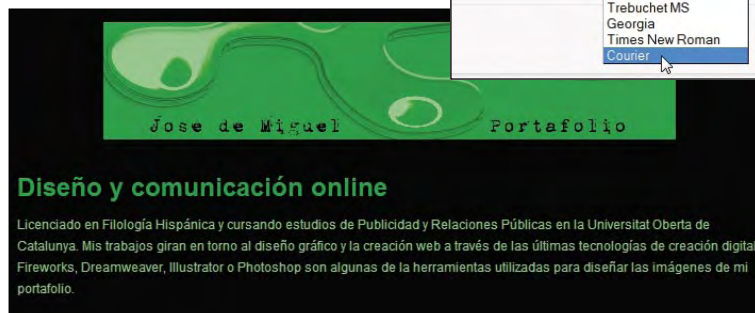 Trebuchet MS
Georgia
Times New Roman
Courier
Jose de Miguel Portafolio
Diseño y comunicación online
Licenciado en Filología Hispánica y cursando estudios de Publicidad y Relaciones Públicas en la Universitat Oberta de
Catalunya. Mis trabajos giran en torno al diseño gráfico y la creación web a través de las últimas tecnologías de creación digital
Fireworks, Dreamweaver, Illustrator o Photoshop son algunas de la herramientas utilizadas para diseñar las imágenes de mi
portafolio.